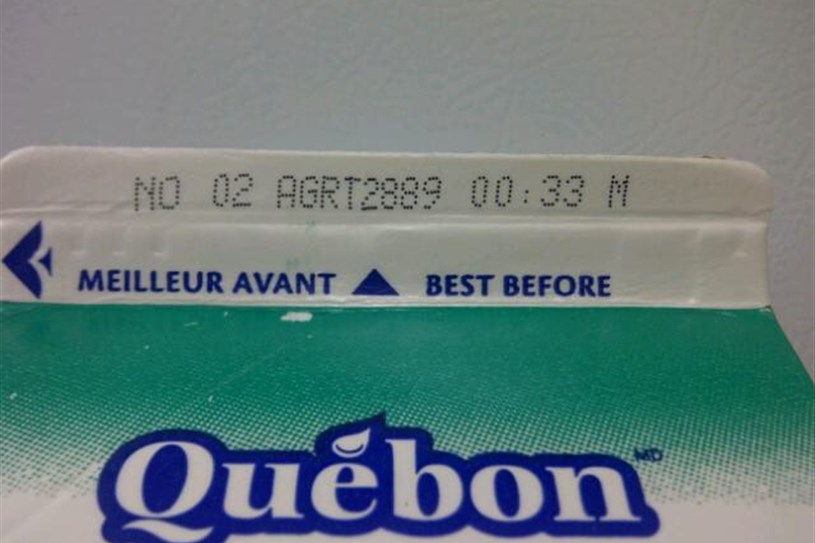 NO 02 AGRT2889 00:33 M
MEILLEUR AVANT BEST BEFORE
Québon MD